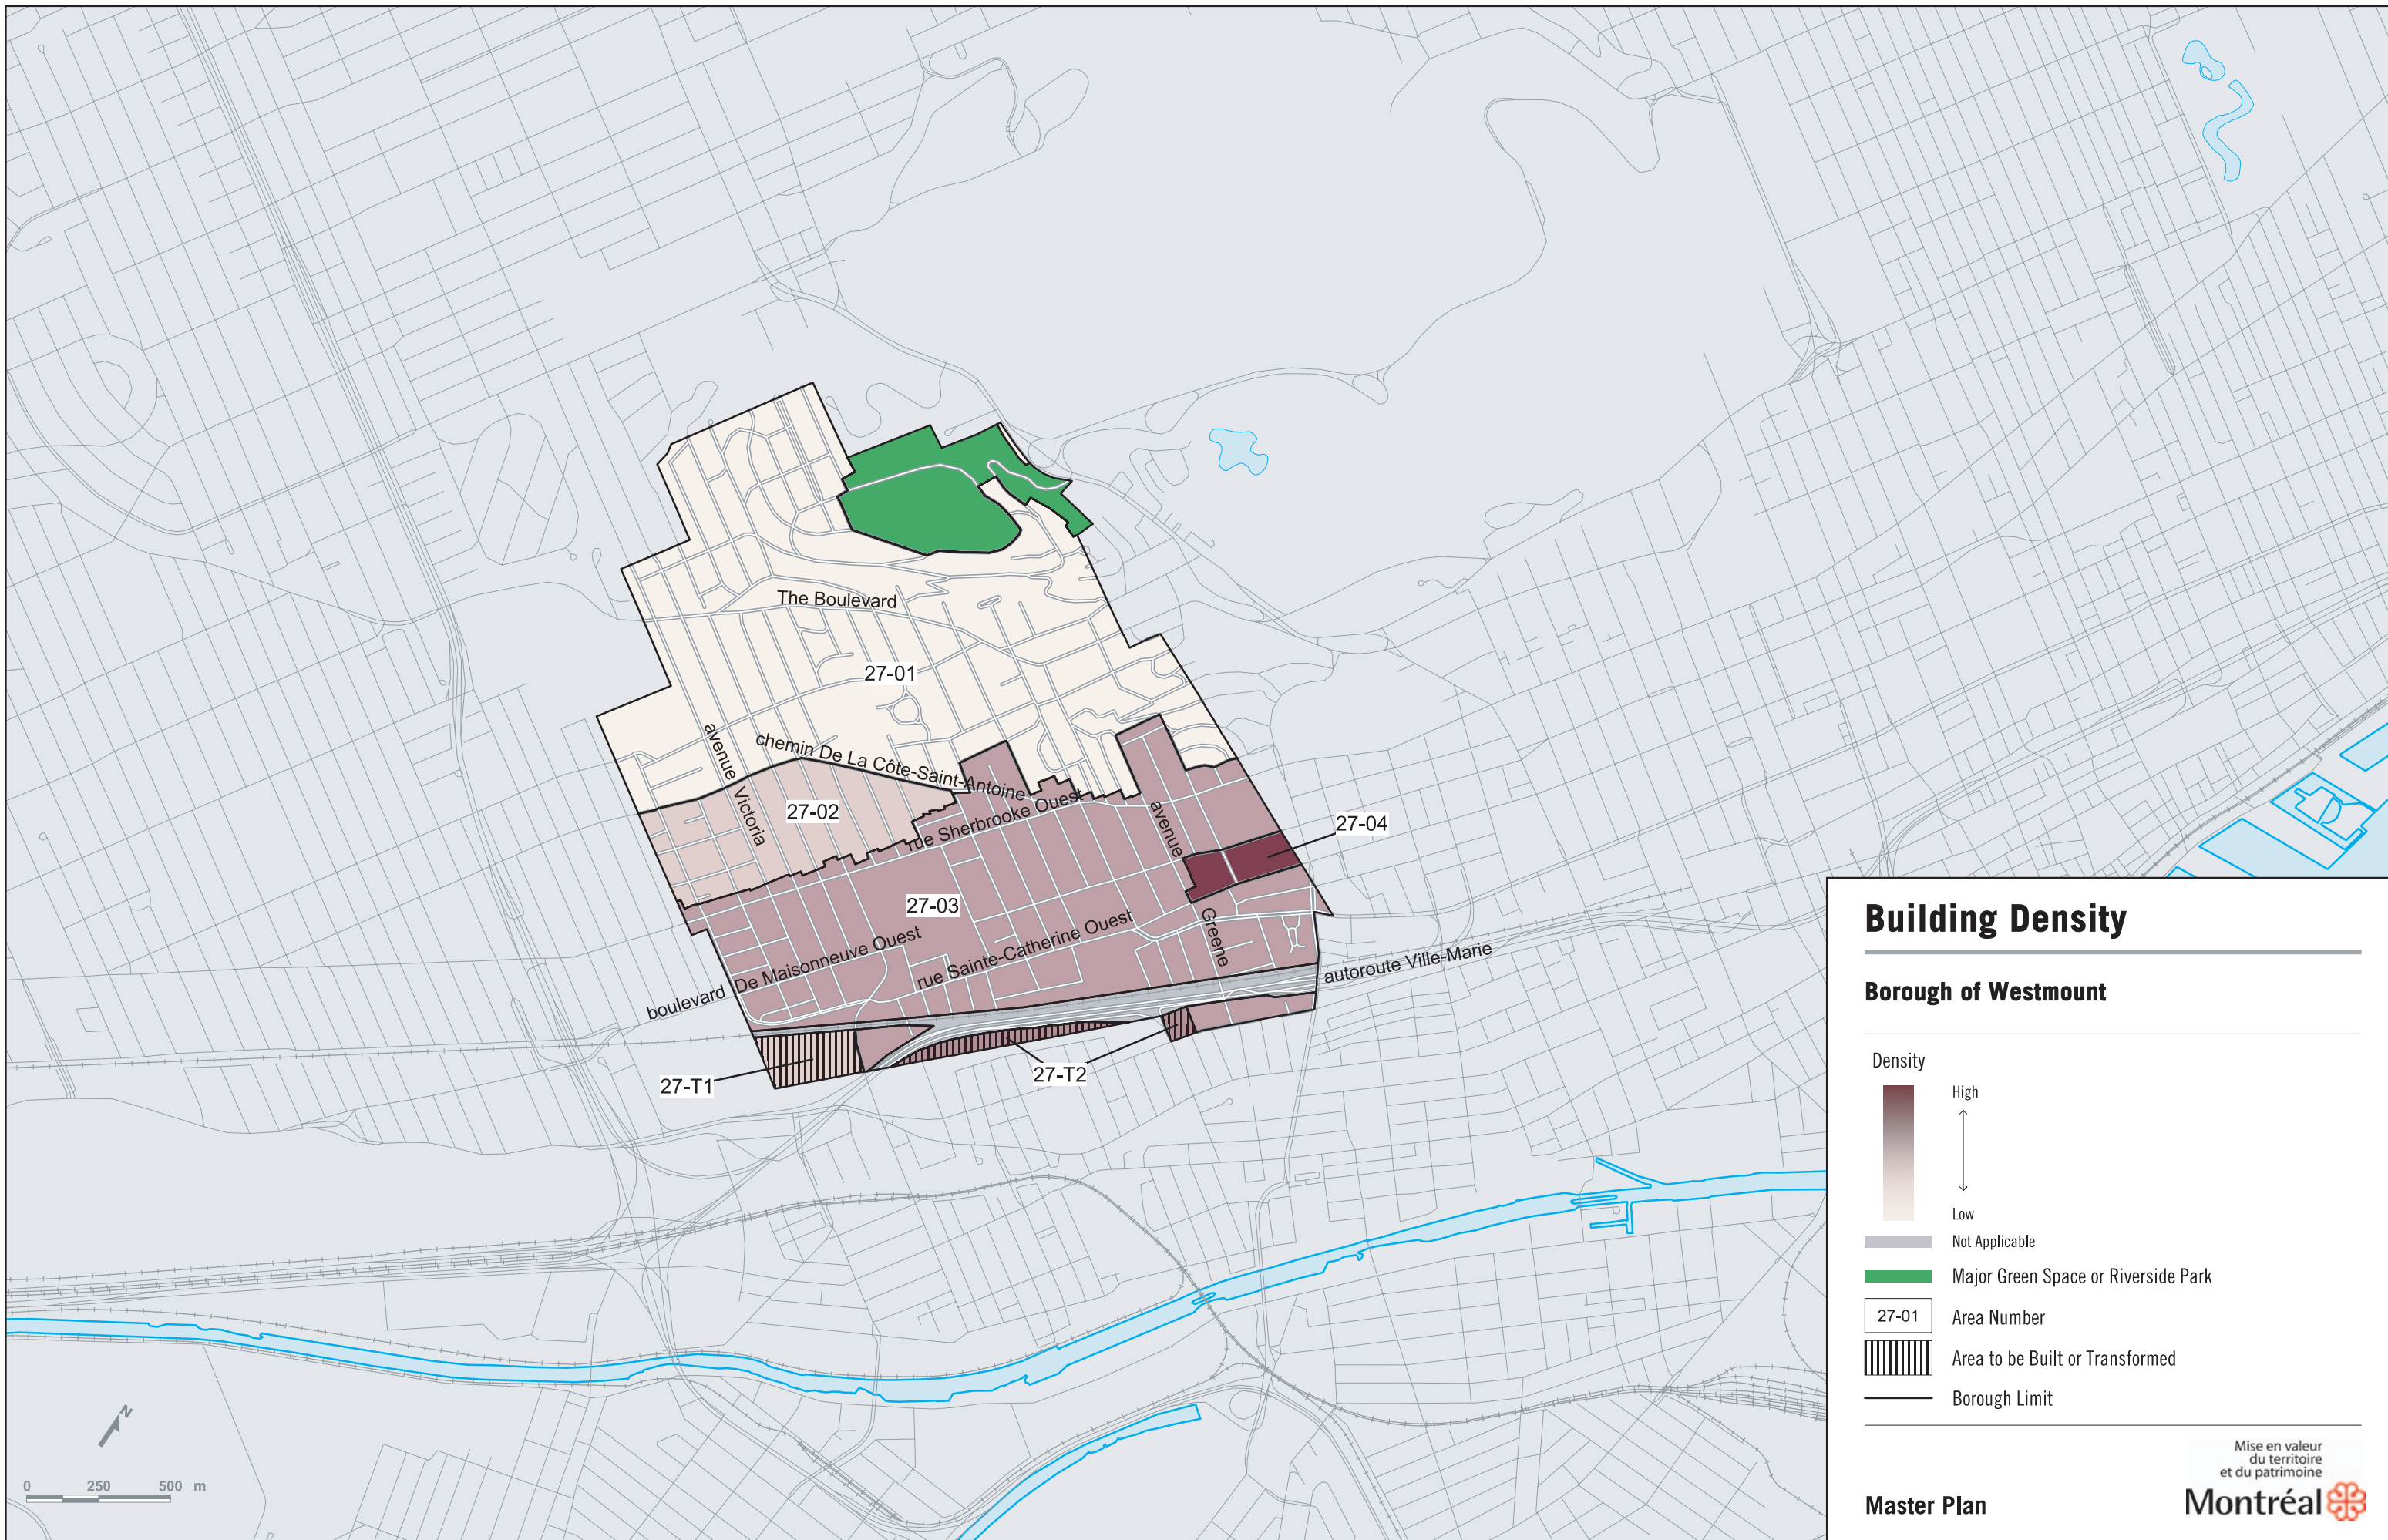 The Boulevard
27-01
avenue Victoria
chemin De La Côte-Saint-Antoine
27-02
rue Sherbrooke Ouest
avenue Greene
27-04
27-03
boulevard De Maisonneuve Ouest
rue Sainte-Catherine Ouest
autoroute Ville-Marie
27-T1
27-T2
N
0 250 500 m
Building Density
Borough of Westmount
Density
High
Low
Not Applicable
Major Green Space or Riverside Park
27-01 Area Number
Area to be Built or Transformed
Borough Limit
Master Plan
Mise en valeur
du territoire
et du patrimoine
Montréal